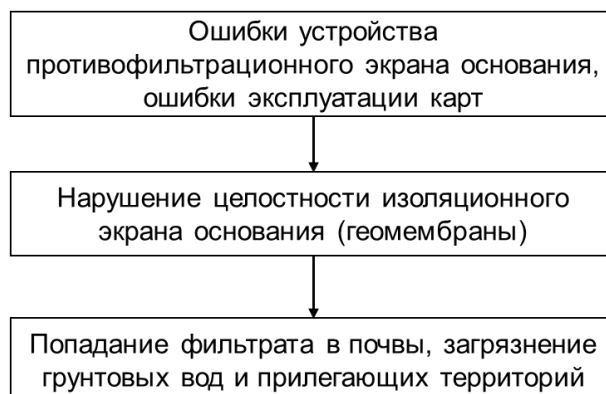 Ошибки устройства
противофильтрационного экрана основания,
ошибки эксплуатации карт
Нарушение целостности изоляционного
экрана основания (геомембраны)
Попадание фильтрата в почвы, загрязнение
грунтовых вод и прилегающих территорий